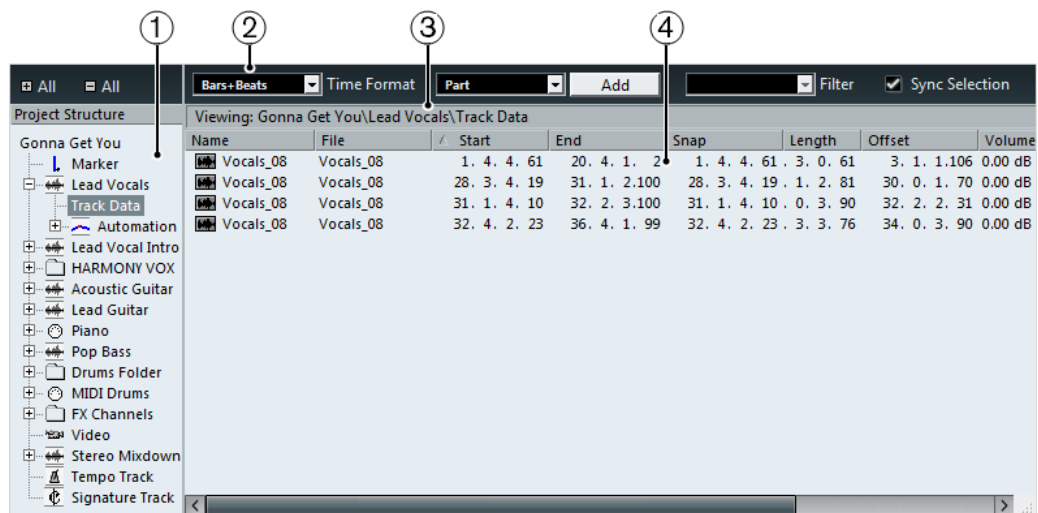 1 2 3 4
All All Bars+Beats Time Format Part Add Filter Sync Selection
Project Structure Viewing: Gonna Get You\Lead Vocals\Track Data
Name File Start End Snap Length Offset Volume
Gonna Get You
Marker Vocals_08 Vocals_08 1. 4. 4. 61 20. 4. 1. 2 1. 4. 4. 61 . 3. 0. 61 3. 1. 1.106 0.00 dB
Lead Vocals Vocals_08 Vocals_08 28. 3. 4. 19 31. 1. 2.100 28. 3. 4. 19 . 1. 2. 81 30. 0. 1. 70 0.00 dB
Track Data Vocals_08 Vocals_08 31. 1. 4. 10 32. 2. 3.100 31. 1. 4. 10 . 0. 3. 90 32. 2. 2. 31 0.00 dB
Automation Vocals_08 Vocals_08 32. 4. 2. 23 36. 4. 1. 99 32. 4. 2. 23 . 3. 3. 76 34. 0. 3. 90 0.00 dB
Lead Vocal Intro
HARMONY VOX
Acoustic Guitar
Lead Guitar
Piano
Pop Bass
Drums Folder
MIDI Drums
FX Channels
Video
Stereo Mixdown
Tempo Track
Signature Track